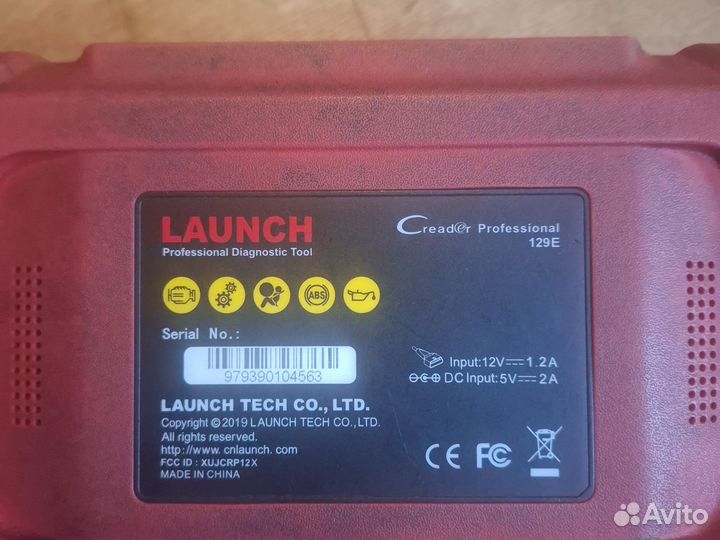 LAUNCH
Professional Diagnostic Tool
Creader Professional
129E
ABS
Serial No.:
979390104563
Input:12V⎓1.2A
DC Input:5V⎓2A
LAUNCH TECH CO., LTD.
Copyright © 2019 LAUNCH TECH CO., LTD.
All rights reserved.
http://www. cnlaunch. com
FCC ID : XUJCRP12X
MADE IN CHINA
CE FC
Avito